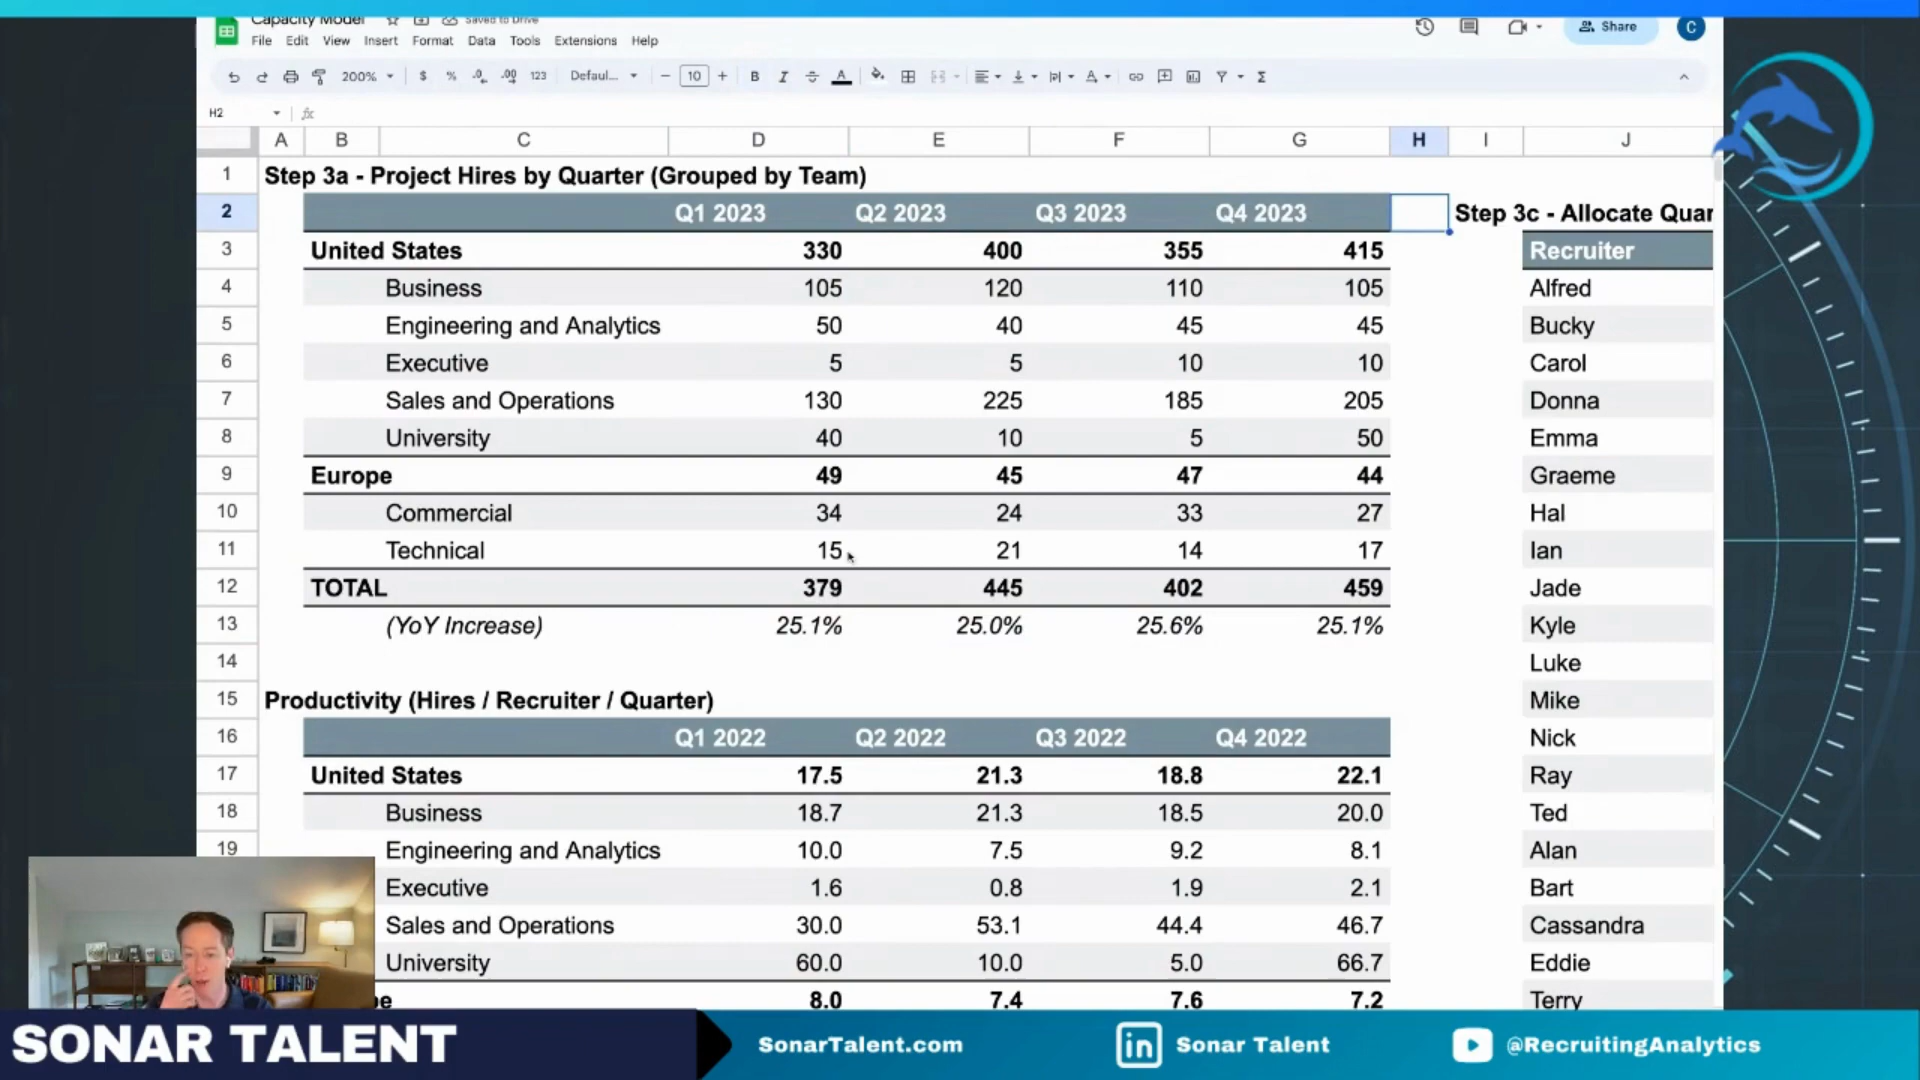 Capacity Model Saved to Drive
File Edit View Insert Format Data Tools Extensions Help
Share C
200% $ % .0 .00 123 Defaul... 10 B I A
H2 fx
A B C D E F G H I J
1 Step 3a - Project Hires by Quarter (Grouped by Team)
2 Q1 2023 Q2 2023 Q3 2023 Q4 2023 Step 3c - Allocate Quar
3 United States 330 400 355 415 Recruiter
4 Business 105 120 110 105 Alfred
5 Engineering and Analytics 50 40 45 45 Bucky
6 Executive 5 5 10 10 Carol
7 Sales and Operations 130 225 185 205 Donna
8 University 40 10 5 50 Emma
9 Europe 49 45 47 44 Graeme
10 Commercial 34 24 33 27 Hal
11 Technical 15 21 14 17 Ian
12 TOTAL 379 445 402 459 Jade
13 (YoY Increase) 25.1% 25.0% 25.6% 25.1% Kyle
14 Luke
15 Productivity (Hires / Recruiter / Quarter) Mike
16 Q1 2022 Q2 2022 Q3 2022 Q4 2022 Nick
17 United States 17.5 21.3 18.8 22.1 Ray
18 Business 18.7 21.3 18.5 20.0 Ted
19 Engineering and Analytics 10.0 7.5 9.2 8.1 Alan
Executive 1.6 0.8 1.9 2.1 Bart
Sales and Operations 30.0 53.1 44.4 46.7 Cassandra
University 60.0 10.0 5.0 66.7 Eddie
pe 8.0 7.4 7.6 7.2 Terry
SONAR TALENT SonarTalent.com in Sonar Talent @RecruitingAnalytics